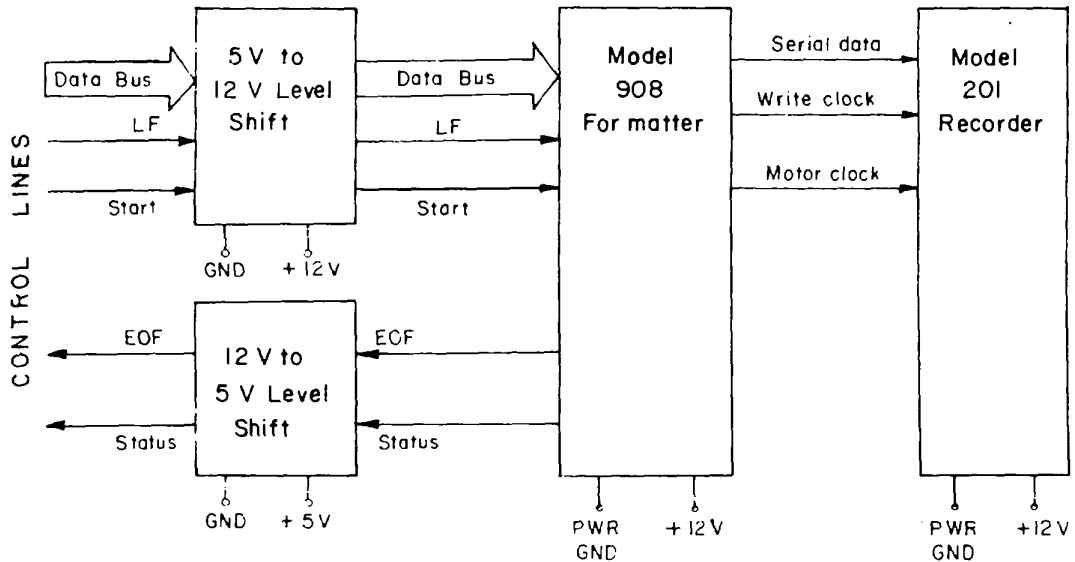 CONTROL LINES
Data Bus
LF
Start
5 V to
12 V Level
Shift
GND
+ 12 V
Data Bus
LF
Start
Model
908
For matter
Serial data
Write clock
Motor clock
Model
201
Recorder
EOF
Status
12 V to
5 V Level
Shift
GND
+ 5 V
EOF
Status
PWR
GND
+ 12 V
PWR
GND
+ 12 V